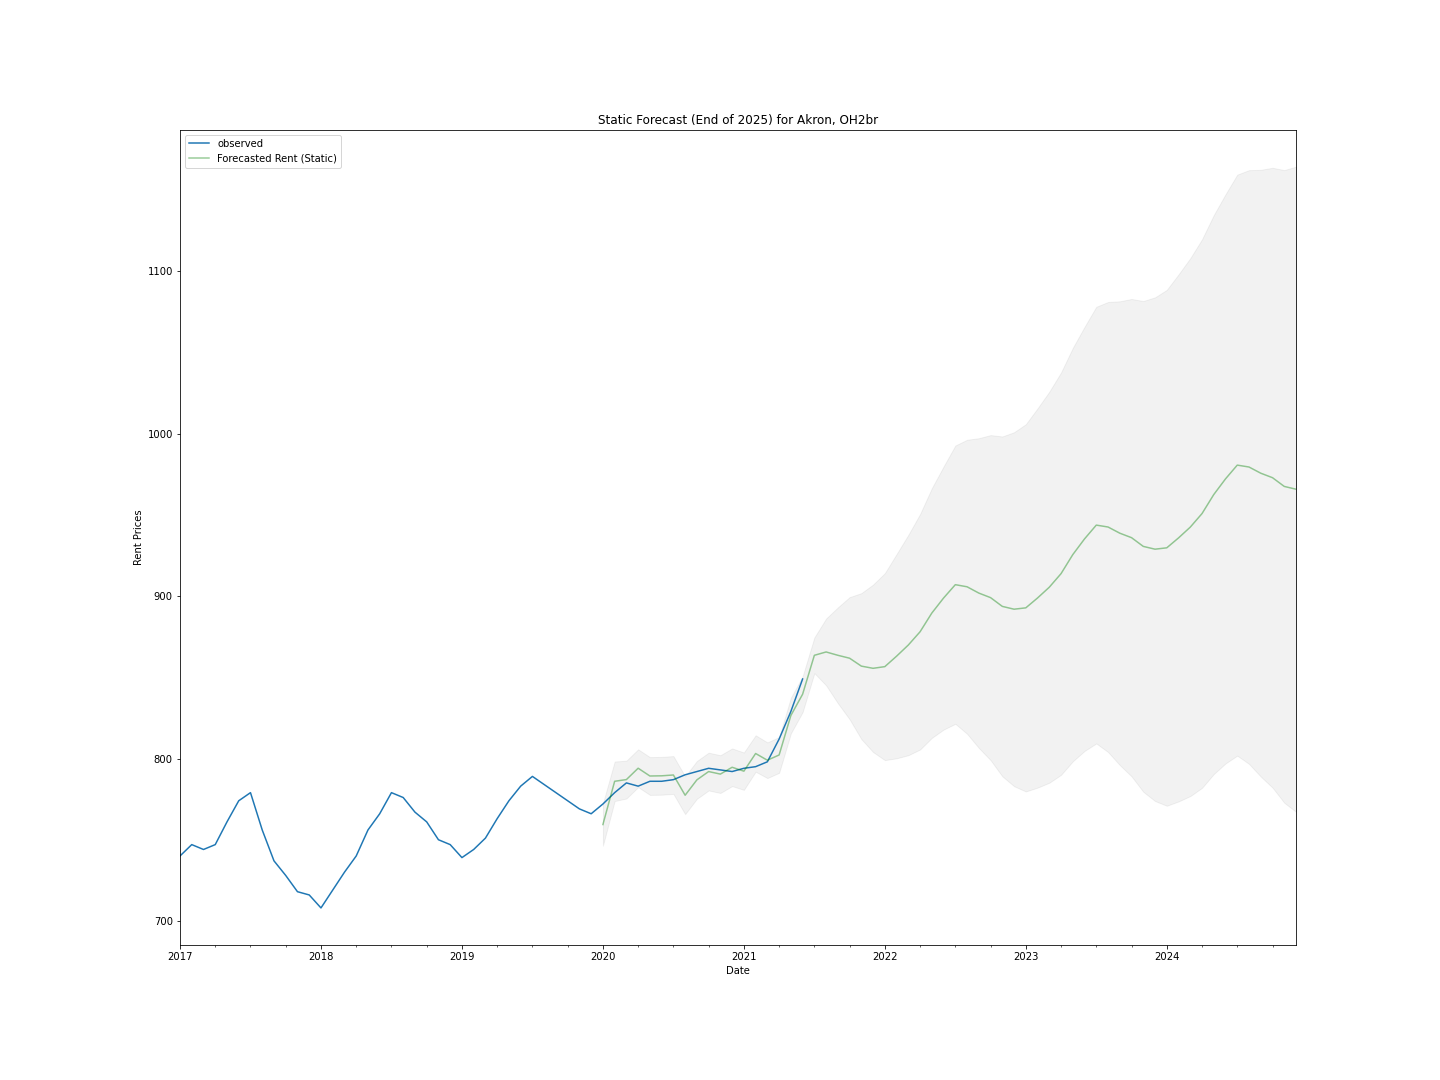 Static Forecast (End of 2025) for Akron, OH2br
observed
Forecasted Rent (Static)
1100
1000
900
800
700
Rent Prices
2017 2018 2019 2020 2021 2022 2023 2024
Date